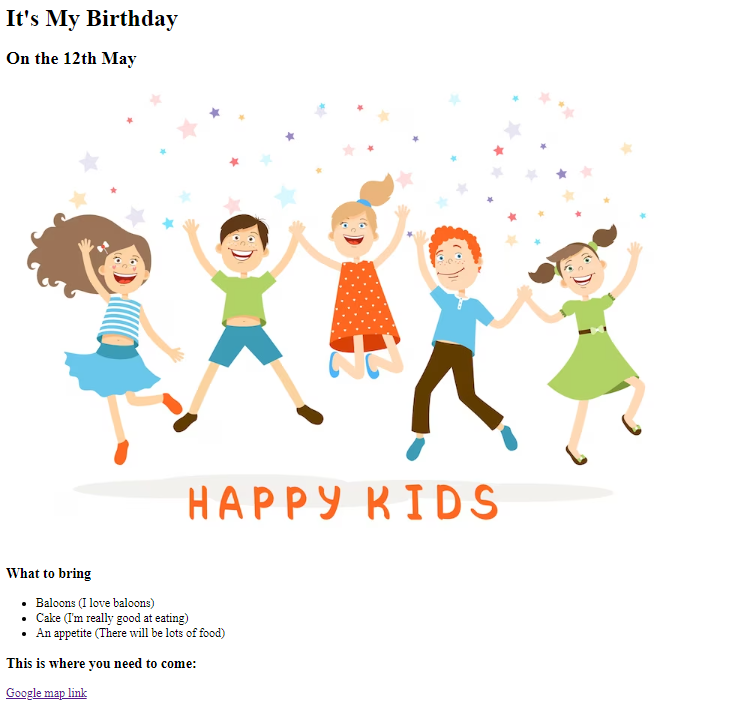 It's My Birthday
On the 12th May
HAPPY KIDS
What to bring
Baloons (I love baloons)
Cake (I'm really good at eating)
An appetite (There will be lots of food)
This is where you need to come:
Google map link